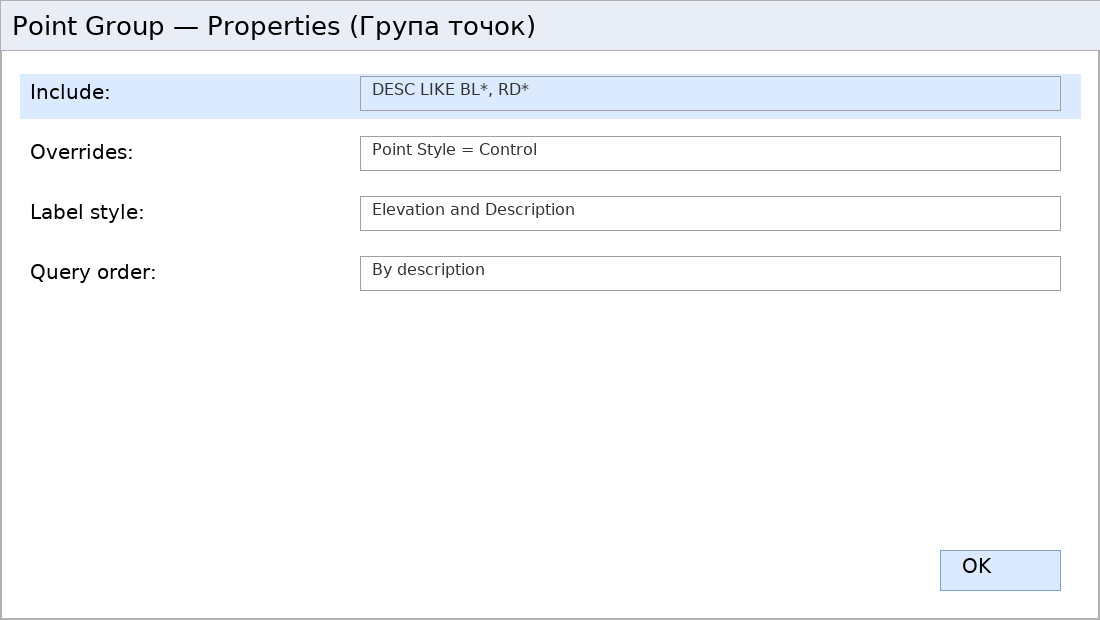 Point Group — Properties (Група точок)
Include: DESC LIKE BL*, RD*
Overrides: Point Style = Control
Label style: Elevation and Description
Query order: By description
OK